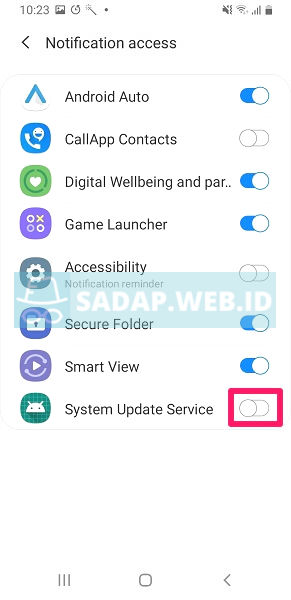 10:23
Notification access
Android Auto
CallApp Contacts
Digital Wellbeing and par..
Game Launcher
Accessibility
Notification reminder
SADAP.WEB.ID
Secure Folder
Smart View
System Update Service